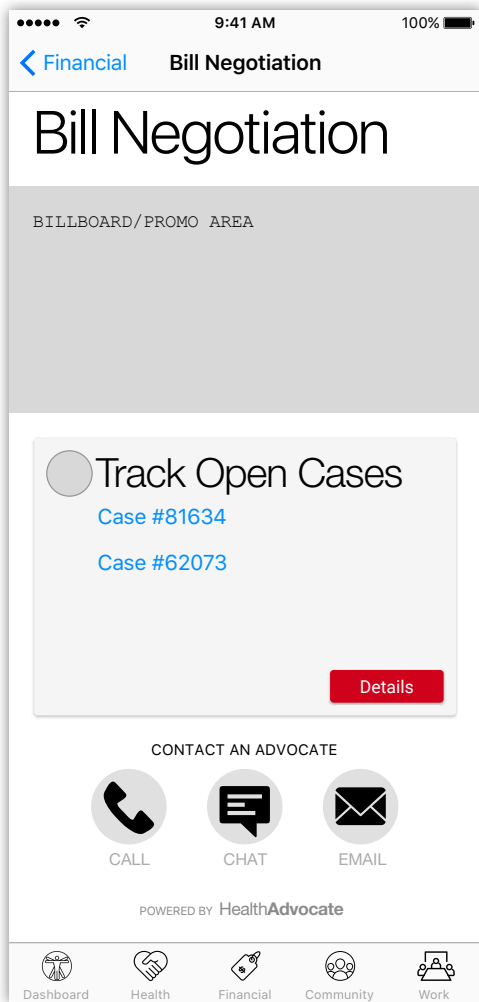 9:41 AM 100%
Financial Bill Negotiation
Bill Negotiation
BILLBOARD/PROMO AREA
Track Open Cases
Case #81634
Case #62073
Details
CONTACT AN ADVOCATE
CALL CHAT EMAIL
POWERED BY HealthAdvocate
Dashboard Health Financial Community Work